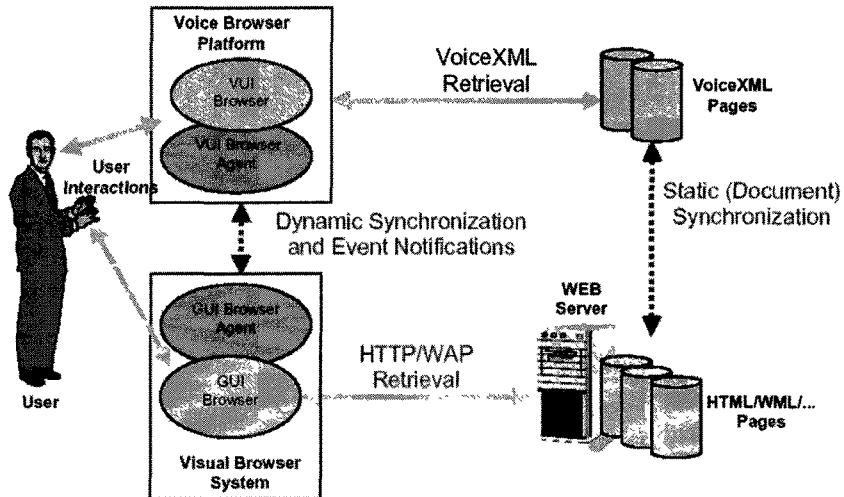 Voice Browser
Platform
VUI
Browser
VUI Browser
Agent
VoiceXML
Retrieval
VoiceXML
Pages
User
Interactions
Dynamic Synchronization
and Event Notifications
Static (Document)
Synchronization
GUI Browser
Agent
GUI
Browser
Visual Browser
System
HTTP/WAP
Retrieval
WEB
Server
HTML/WML/...
Pages
User